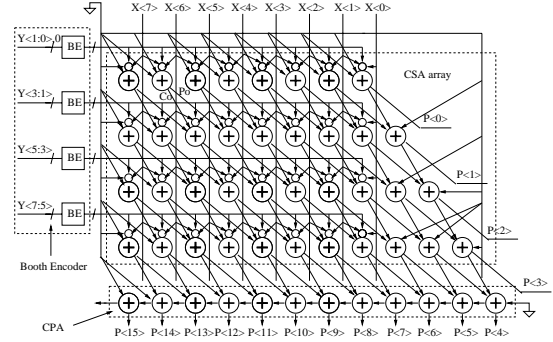 X<7> X<6> X<5> X<4> X<3> X<2> X<1> X<0>
Y<1:0>,0 BE
CSA array
Co Po
Y<3:1> BE
P<0>
Y<5:3> BE
P<1>
Y<7:5> BE
P<2>
Booth Encoder
P<3>
CPA
P<15> P<14> P<13> P<12> P<11> P<10> P<9> P<8> P<7> P<6> P<5> P<4>